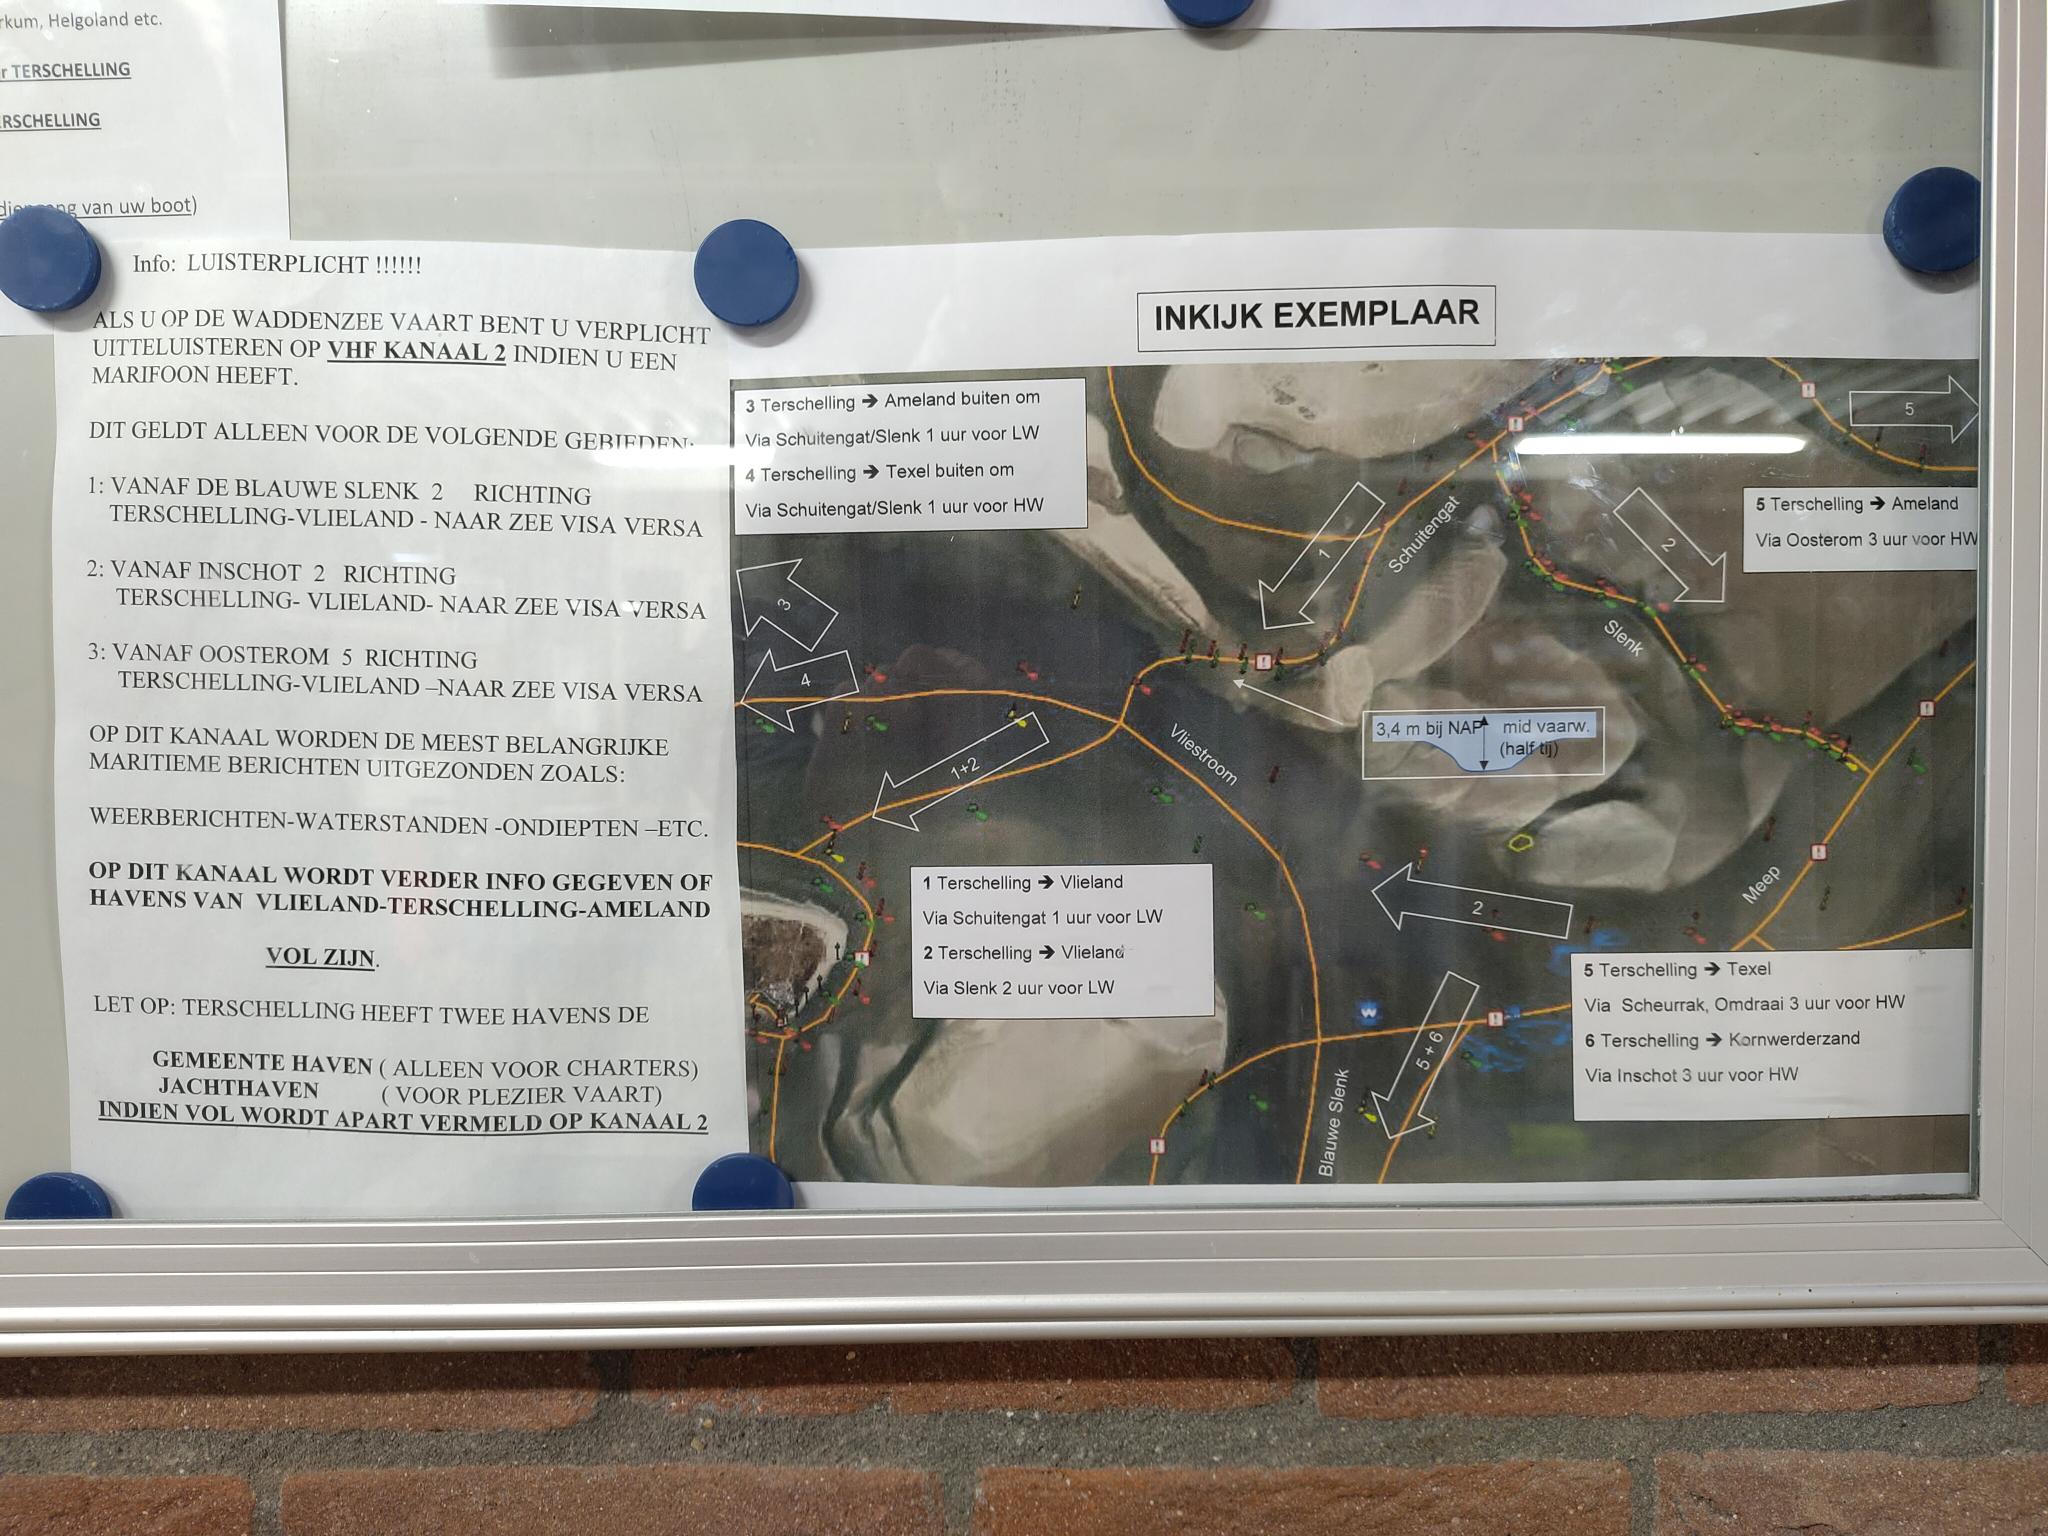 Helgoland etc.
TERSCHELLING
van uw boot)
Info: LUISTERPLICHT !!!!!!
ALS U OP DE WADDENZEE VAART BENT U VERPLICHT
UITTELUISTEREN OP VHF KANAAL 2 INDIEN U EEN
MARIFOON HEEFT.
DIT GELDT ALLEEN VOOR DE VOLGENDE GEBIEDEN:
1: VANAF DE BLAUWE SLENK 2 RICHTING
TERSCHELLING-VLIELAND - NAAR ZEE VISA VERSA
2: VANAF INSCHOT 2 RICHTING
TERSCHELLING- VLIELAND- NAAR ZEE VISA VERSA
3: VANAF OOSTEROM 5 RICHTING
TERSCHELLING-VLIELAND –NAAR ZEE VISA VERSA
OP DIT KANAAL WORDEN DE MEEST BELANGRIJKE
MARITIEME BERICHTEN UITGEZONDEN ZOALS:
WEERBERICHTEN-WATERSTANDEN -ONDIEPTEN –ETC.
OP DIT KANAAL WORDT VERDER INFO GEGEVEN OF
HAVENS VAN VLIELAND-TERSCHELLING-AMELAND
VOL ZIJN.
LET OP: TERSCHELLING HEEFT TWEE HAVENS DE
GEMEENTE HAVEN ( ALLEEN VOOR CHARTERS)
JACHTHAVEN ( VOOR PLEZIER VAART)
INDIEN VOL WORDT APART VERMELD OP KANAAL 2
INKIJK EXEMPLAAR
3 Terschelling ➔ Ameland buiten om
Via Schuitengat/Slenk 1 uur voor LW
4 Terschelling ➔ Texel buiten om
Via Schuitengat/Slenk 1 uur voor HW
5
5 Terschelling ➔ Ameland
Via Oosterom 3 uur voor HW
1
Schuitengat
2
Slenk
3
4
1+2
Vliestroom
3,4 m bij NAP mid vaarw.
(half tij)
1 Terschelling ➔ Vlieland
Via Schuitengat 1 uur voor LW
2 Terschelling ➔ Vlieland
Via Slenk 2 uur voor LW
2
Meep
5 Terschelling ➔ Texel
Via Scheurrak, Omdraai 3 uur voor HW
6 Terschelling ➔ Kornwerderzand
Via Inschot 3 uur voor HW
W
5 + 6
Blauwe Slenk